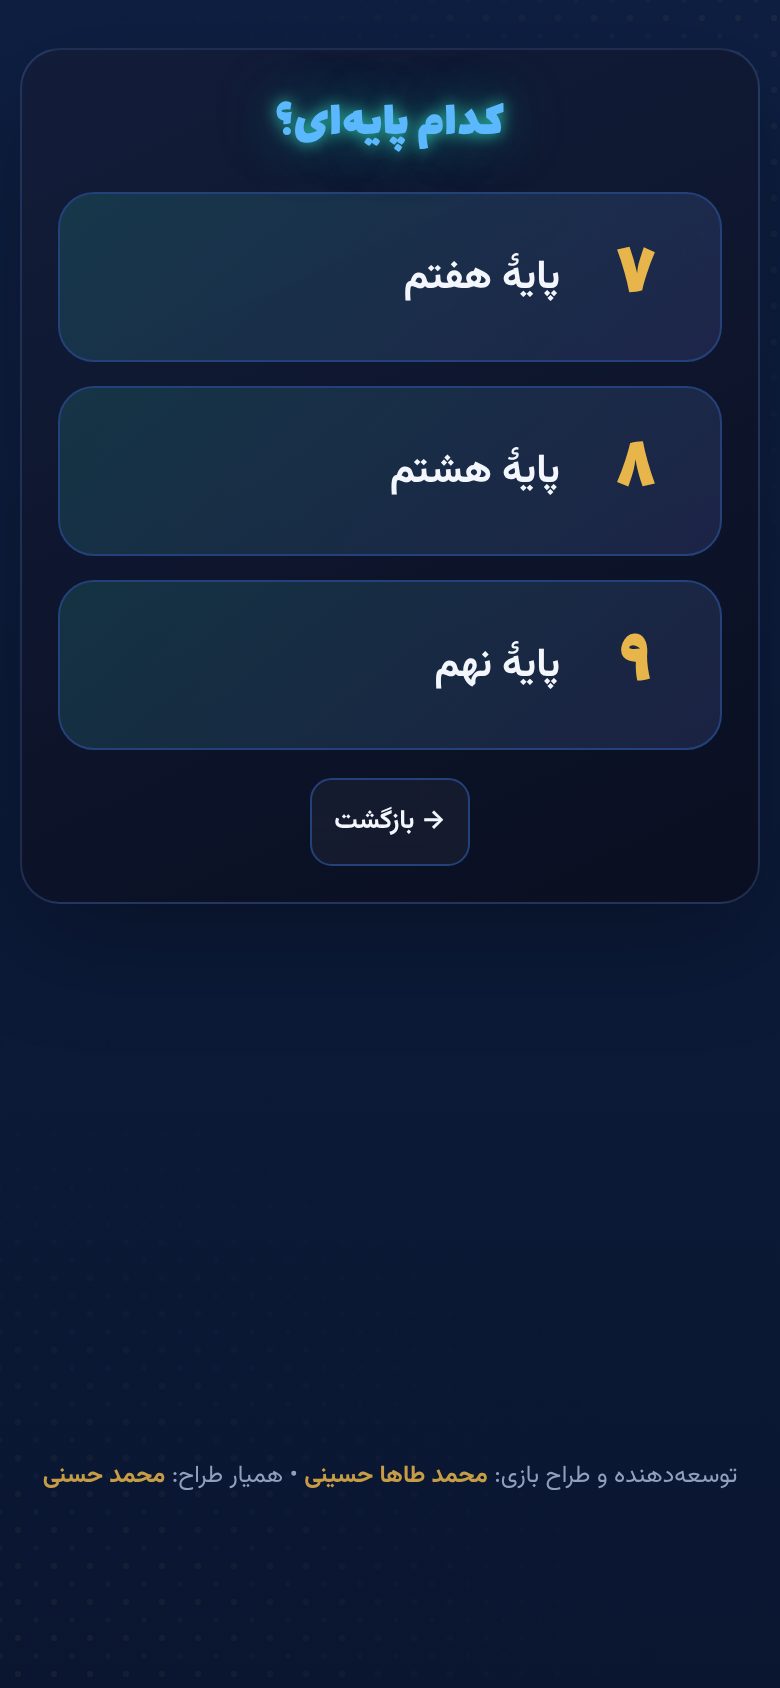 کدام پایه‌ای؟
۷ پایهٔ هفتم
۸ پایهٔ هشتم
۹ پایهٔ نهم
→ بازگشت
توسعه‌دهنده و طراح بازی: محمد طاها حسینی • همیار طراح: محمد حسنی